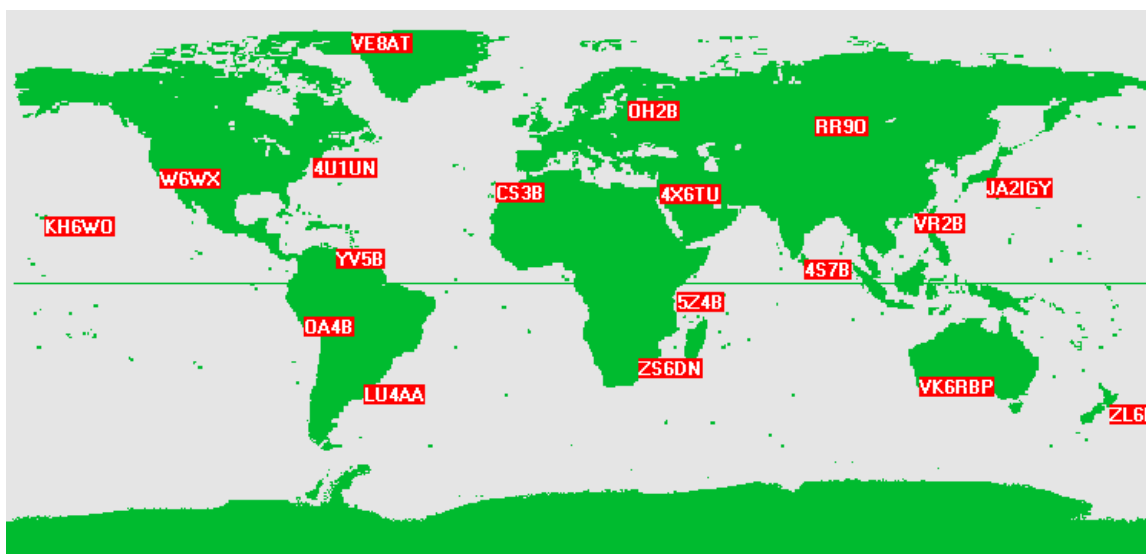 VE8AT
OH2B
RR9O
4U1UN
W6WX
CS3B
4X6TU
JA2IGY
KH6WO
VR2B
YV5B
4S7B
5Z4B
OA4B
ZS6DN
VK6RBP
LU4AA